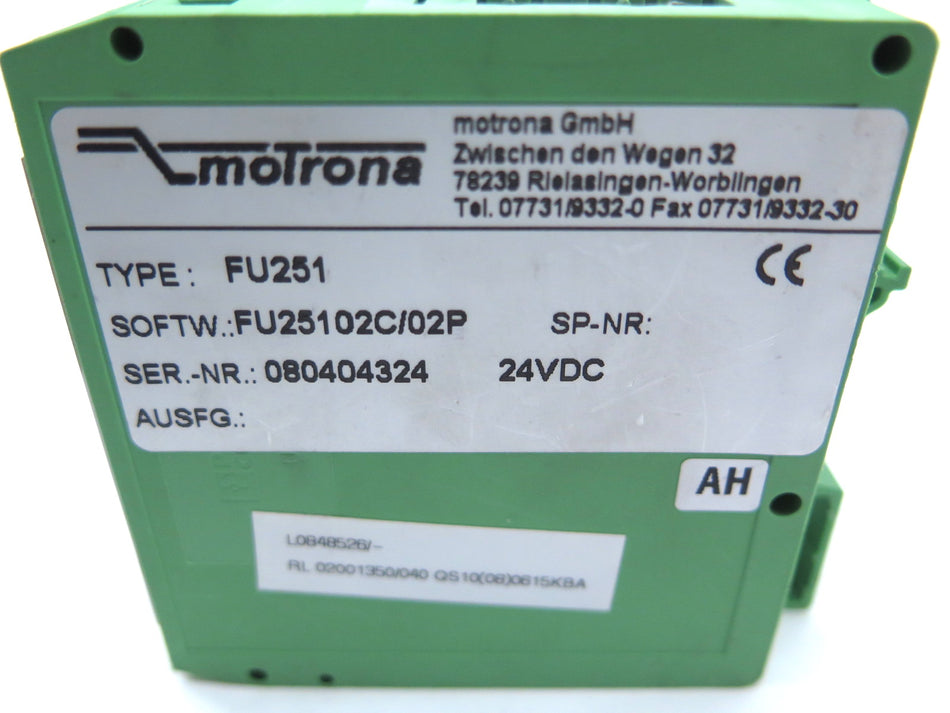 motrona
motrona GmbH
Zwischen den Wegen 32
78239 Rielasingen-Worblingen
Tel. 07731/9332-0 Fax 07731/9332-30
CE
TYPE: FU251
SOFTW.:FU25102C/02P SP-NR:
SER.-NR.: 080404324 24VDC
AUSFG.:
AH
L0848526/-
RL 02001350/040 QS10(08)0615KBA